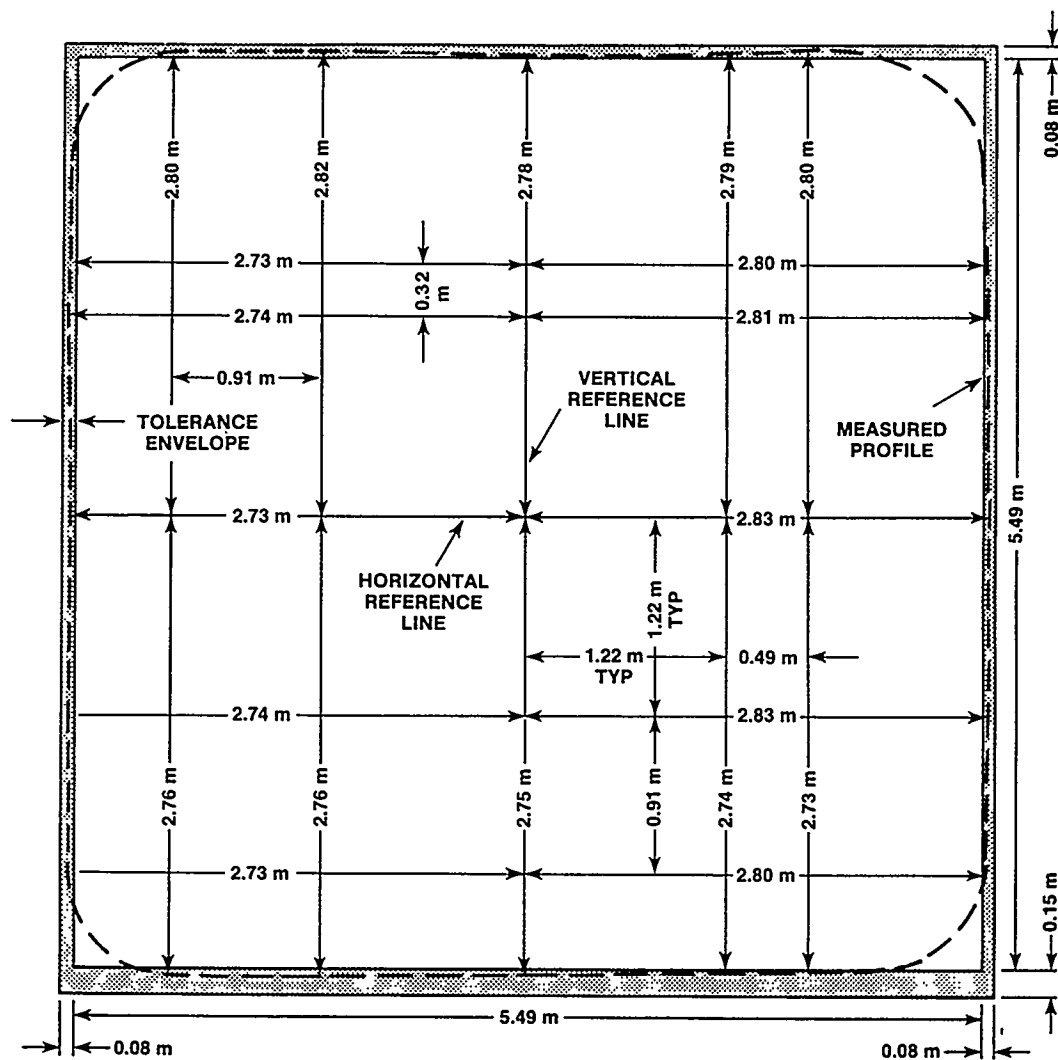 0.08 m
2.80 m
2.82 m
2.78 m
2.79 m
2.80 m
2.73 m
2.80 m
0.32
m
2.74 m
2.81 m
0.91 m
VERTICAL
REFERENCE
LINE
TOLERANCE
ENVELOPE
MEASURED
PROFILE
2.73 m
2.83 m
5.49 m
HORIZONTAL
REFERENCE
LINE
1.22 m
TYP
1.22 m
TYP
0.49 m
2.74 m
2.83 m
2.76 m
2.76 m
2.75 m
0.91 m
2.74 m
2.73 m
2.73 m
2.80 m
0.15 m
5.49 m
0.08 m
0.08 m